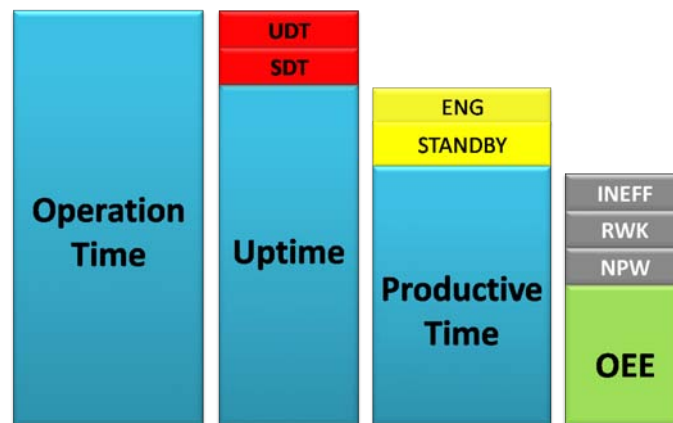 Operation
Time
UDT
SDT
Uptime
ENG
STANDBY
Productive
Time
INEFF
RWK
NPW
OEE